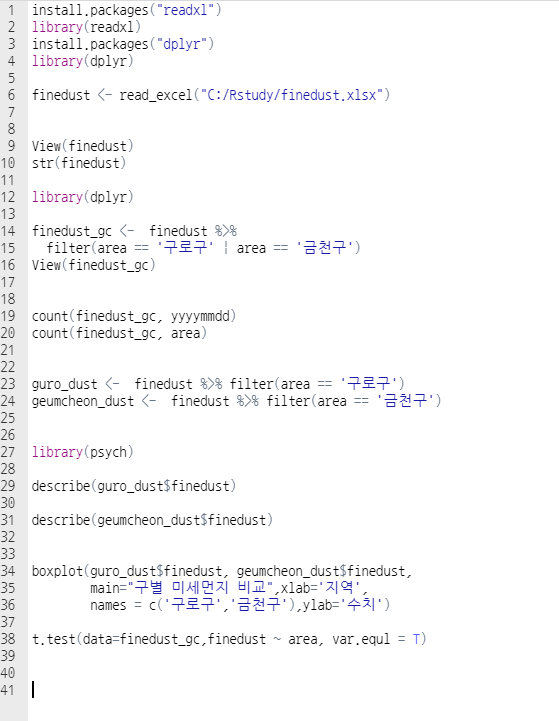 1 install.packages("readxl")
2 library(readxl)
3 install.packages("dplyr")
4 library(dplyr)
5
6 finedust <- read_excel("C:/Rstudy/finedust.xlsx")
7
8
9 View(finedust)
10 str(finedust)
11
12 library(dplyr)
13
14 finedust_gc <-  finedust %>%
15   filter(area == '구로구' | area == '금천구')
16 View(finedust_gc)
17
18
19 count(finedust_gc, yyyymmdd)
20 count(finedust_gc, area)
21
22
23 guro_dust <-  finedust %>% filter(area == '구로구')
24 geumcheon_dust <-  finedust %>% filter(area == '금천구')
25
26
27 library(psych)
28
29 describe(guro_dust$finedust)
30
31 describe(geumcheon_dust$finedust)
32
33
34 boxplot(guro_dust$finedust, geumcheon_dust$finedust,
35         main="구별 미세먼지 비교",xlab='지역',
36         names = c('구로구','금천구'),ylab='수치')
37
38 t.test(data=finedust_gc,finedust ~ area, var.equl = T)
39
40
41